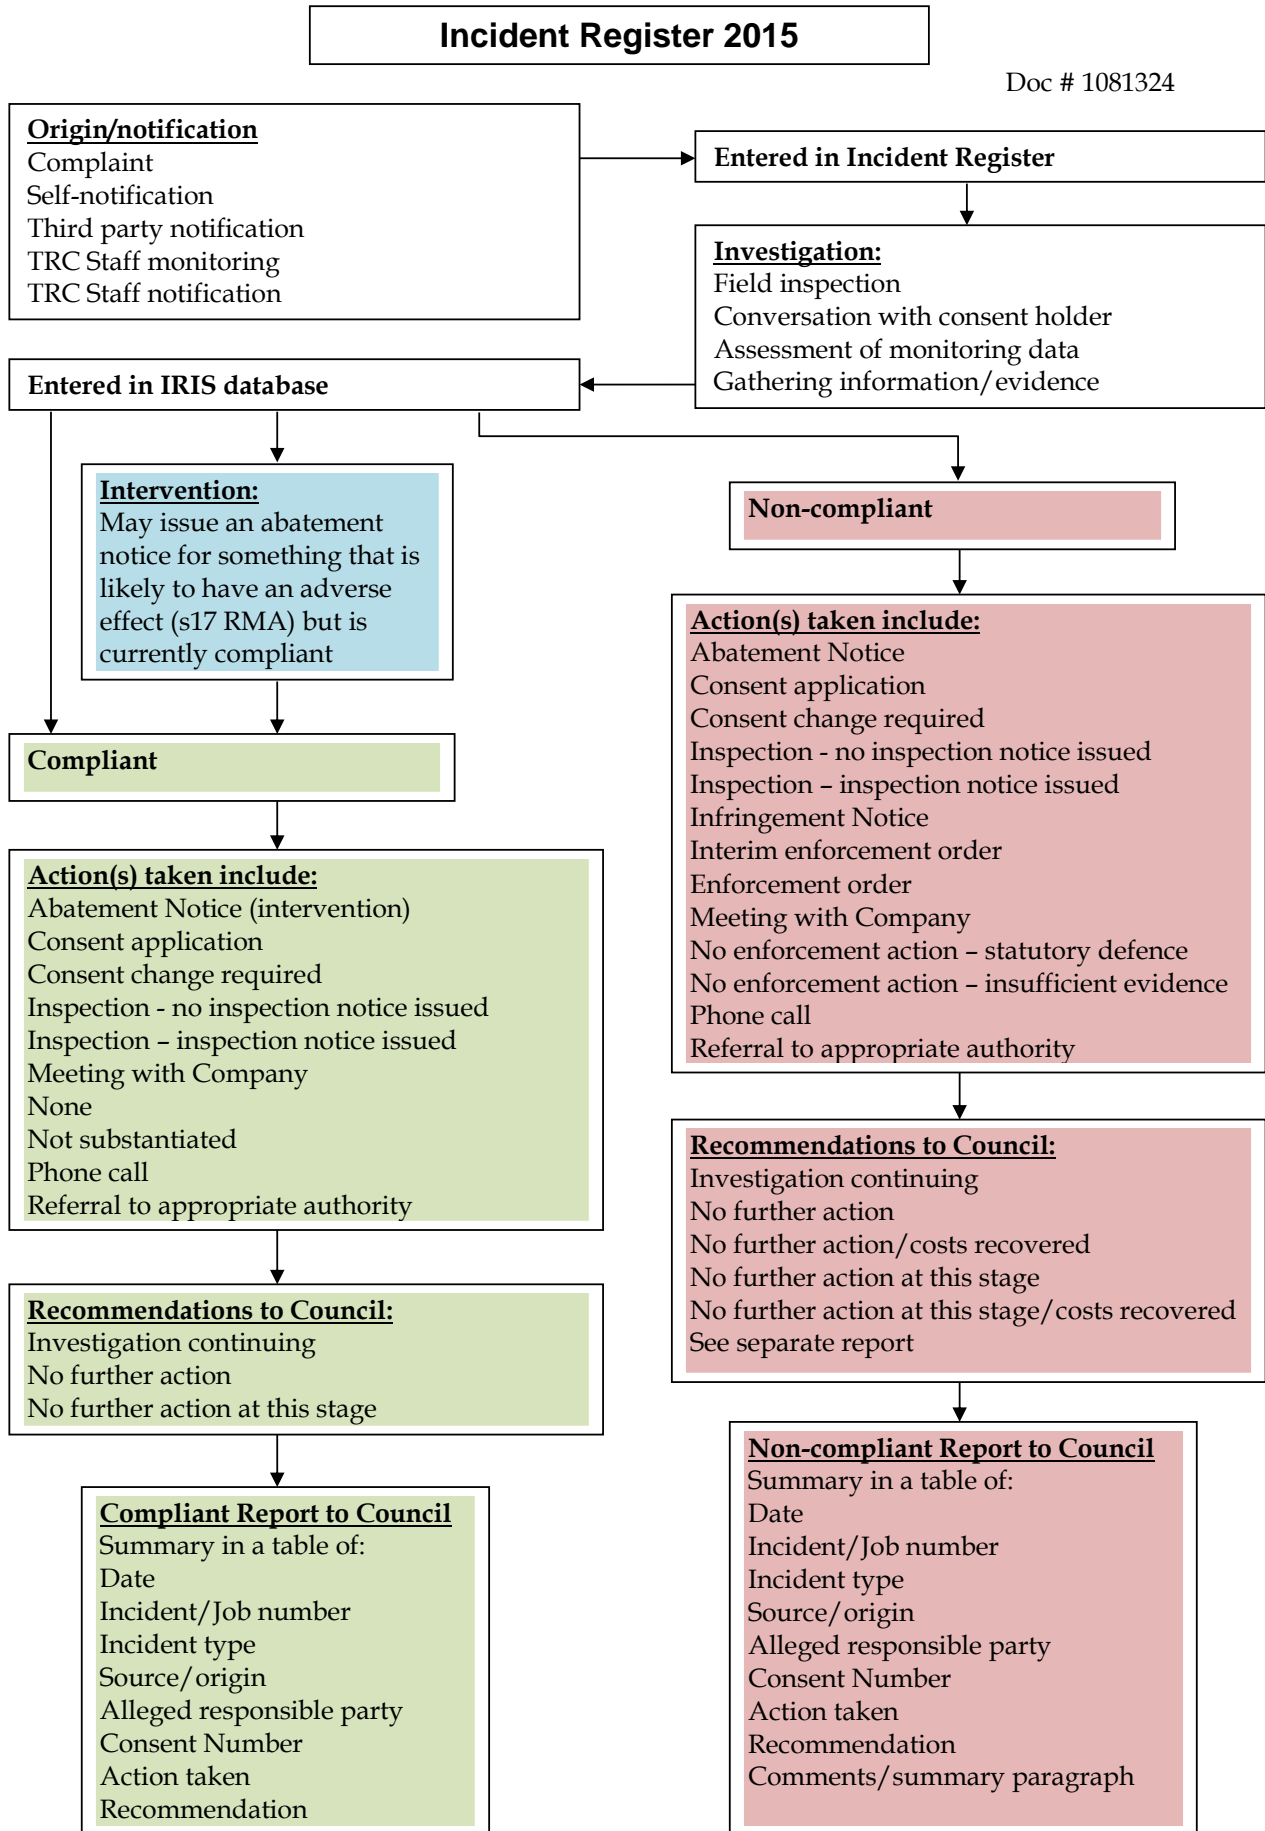 Incident Register 2015
Doc # 1081324
Origin/notification
Complaint
Self-notification
Third party notification
TRC Staff monitoring
TRC Staff notification
Entered in Incident Register
Investigation:
Field inspection
Conversation with consent holder
Assessment of monitoring data
Gathering information/evidence
Entered in IRIS database
Intervention:
May issue an abatement
notice for something that is
likely to have an adverse
effect (s17 RMA) but is
currently compliant
Compliant
Action(s) taken include:
Abatement Notice (intervention)
Consent application
Consent change required
Inspection - no inspection notice issued
Inspection – inspection notice issued
Meeting with Company
None
Not substantiated
Phone call
Referral to appropriate authority
Recommendations to Council:
Investigation continuing
No further action
No further action at this stage
Compliant Report to Council
Summary in a table of:
Date
Incident/Job number
Incident type
Source/origin
Alleged responsible party
Consent Number
Action taken
Recommendation
Non-compliant
Action(s) taken include:
Abatement Notice
Consent application
Consent change required
Inspection - no inspection notice issued
Inspection – inspection notice issued
Infringement Notice
Interim enforcement order
Enforcement order
Meeting with Company
No enforcement action – statutory defence
No enforcement action – insufficient evidence
Phone call
Referral to appropriate authority
Recommendations to Council:
Investigation continuing
No further action
No further action/costs recovered
No further action at this stage
No further action at this stage/costs recovered
See separate report
Non-compliant Report to Council
Summary in a table of:
Date
Incident/Job number
Incident type
Source/origin
Alleged responsible party
Consent Number
Action taken
Recommendation
Comments/summary paragraph